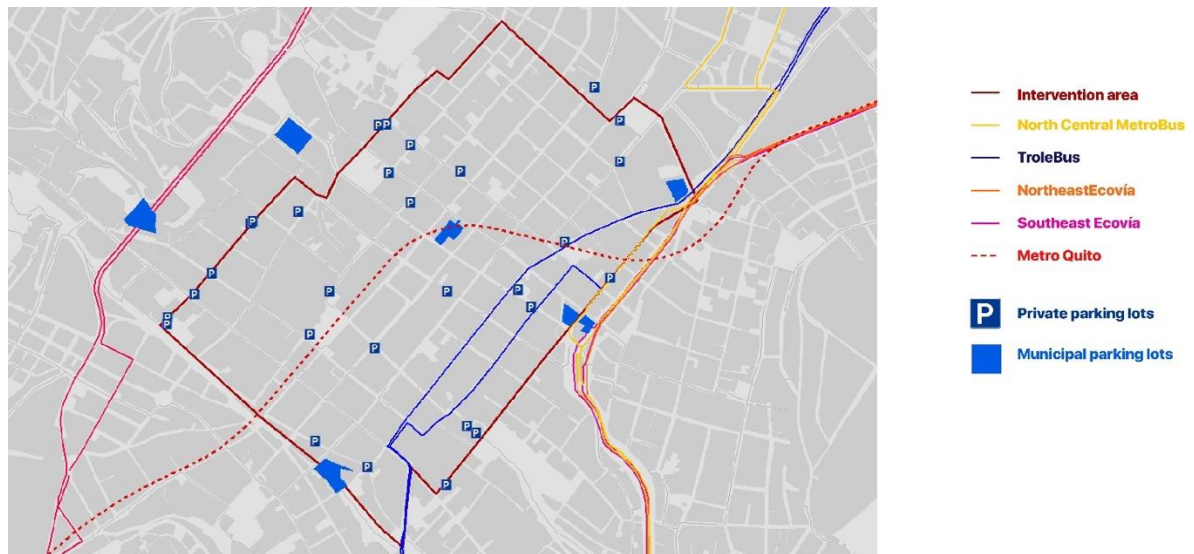 Intervention area
North Central MetroBus
TroleBus
NortheastEcovía
Southeast Ecovía
Metro Quito
P Private parking lots
Municipal parking lots